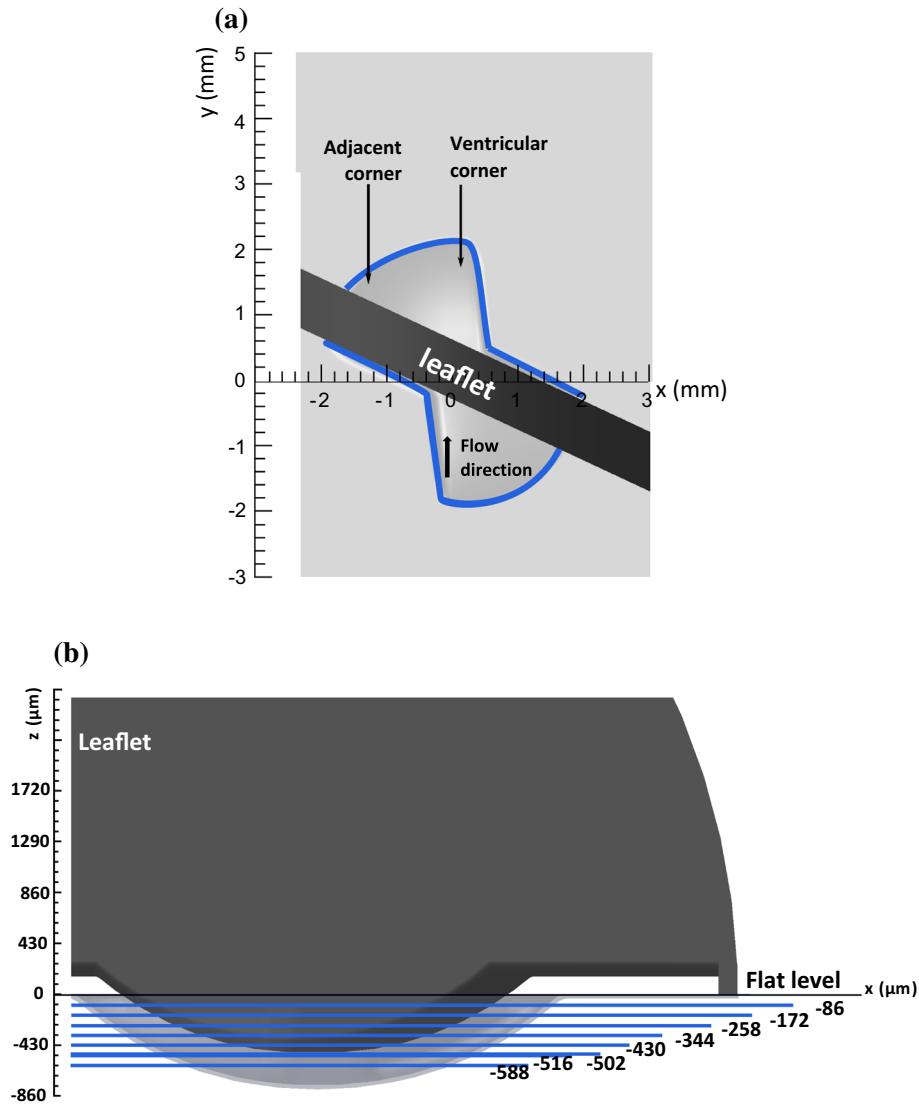 (a)
5
y (mm)
4
Adjacent
corner
Ventricular
corner
3
2
1
leaflet
0
-2
-1
0
1
2
3
x (mm)
-1
Flow
direction
-2
-3
(b)
z (μm)
Leaflet
1720
1290
860
430
0
Flat level
x (μm)
-86
-172
-258
-344
-430
-430
-502
-516
-588
-860